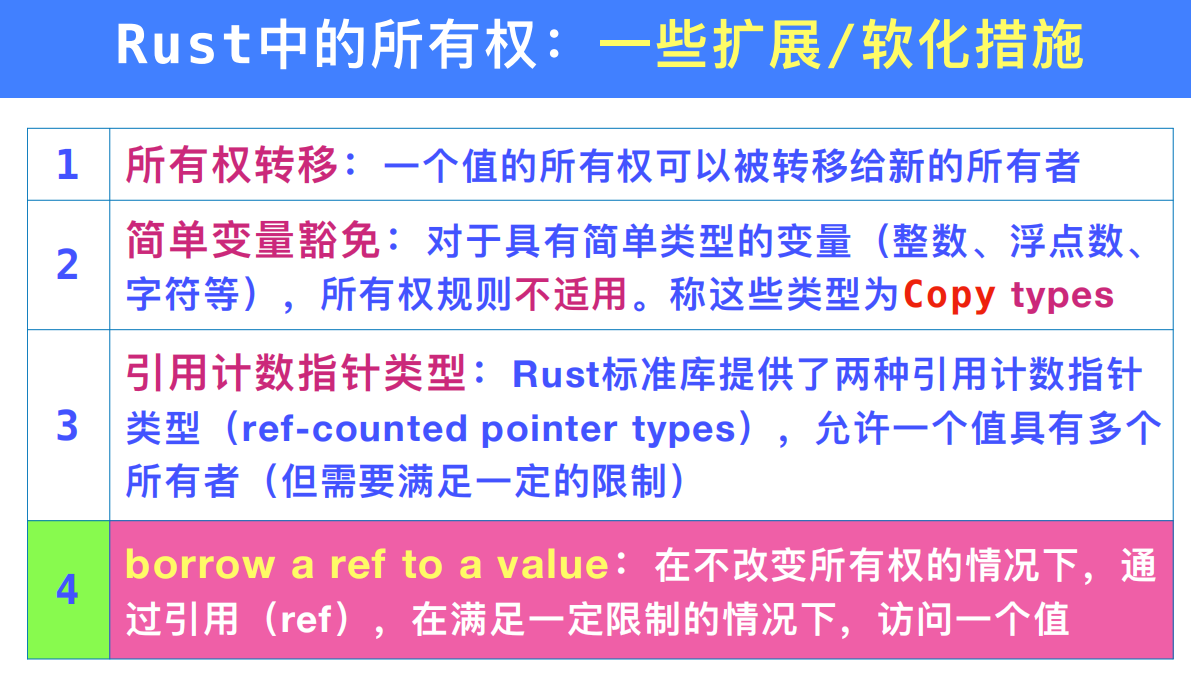 Rust中的所有权：一些扩展/软化措施
1
所有权转移：一个值的所有权可以被转移给新的所有者
2
简单变量豁免：对于具有简单类型的变量（整数、浮点数、
字符等），所有权规则不适用。称这些类型为Copy types
3
引用计数指针类型：Rust标准库提供了两种引用计数指针
类型（ref-counted pointer types），允许一个值具有多个
所有者（但需要满足一定的限制）
4
borrow a ref to a value：在不改变所有权的情况下，通
过引用（ref），在满足一定限制的情况下，访问一个值